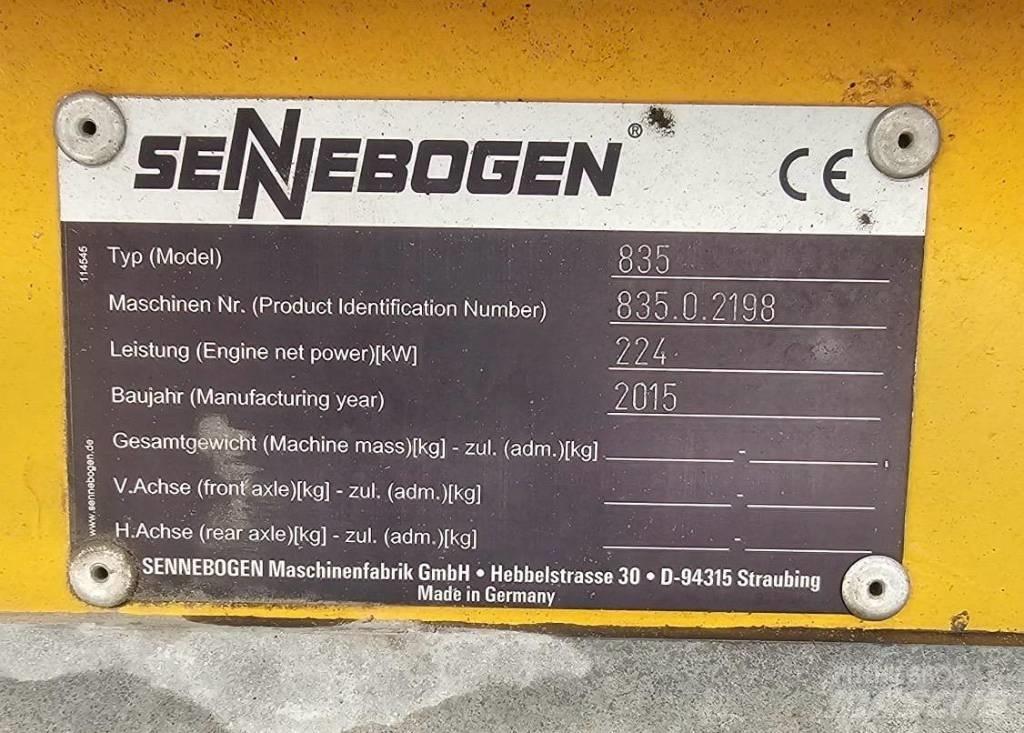 SENNEBOGEN®
CE
114545
Typ (Model) 835
Maschinen Nr. (Product Identification Number) 835.0.2198
Leistung (Engine net power)[kW] 224
Baujahr (Manufacturing year) 2015
Gesamtgewicht (Machine mass)[kg] - zul. (adm.)[kg] -
V.Achse (front axle)[kg] - zul. (adm.)[kg] -
H.Achse (rear axle)[kg] - zul. (adm.)[kg] -
www.sennebogen.de
SENNEBOGEN Maschinenfabrik GmbH • Hebbelstrasse 30 • D-94315 Straubing
Made in Germany